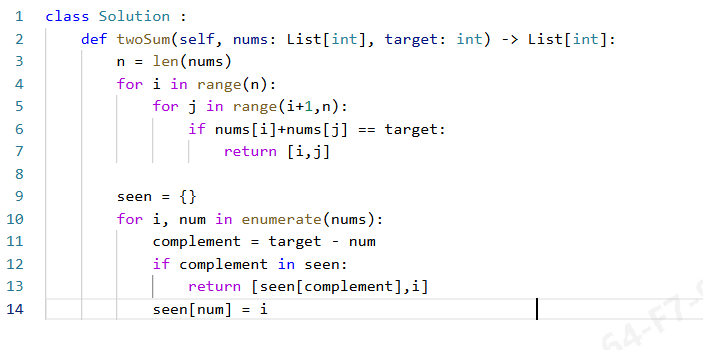 1 class Solution :
2     def twoSum(self, nums: List[int], target: int) -> List[int]:
3         n = len(nums)
4         for i in range(n):
5             for j in range(i+1,n):
6                 if nums[i]+nums[j] == target:
7                     return [i,j]
8
9         seen = {}
10         for i, num in enumerate(nums):
11             complement = target - num
12             if complement in seen:
13                 return [seen[complement],i]
14             seen[num] = i
64-F7-